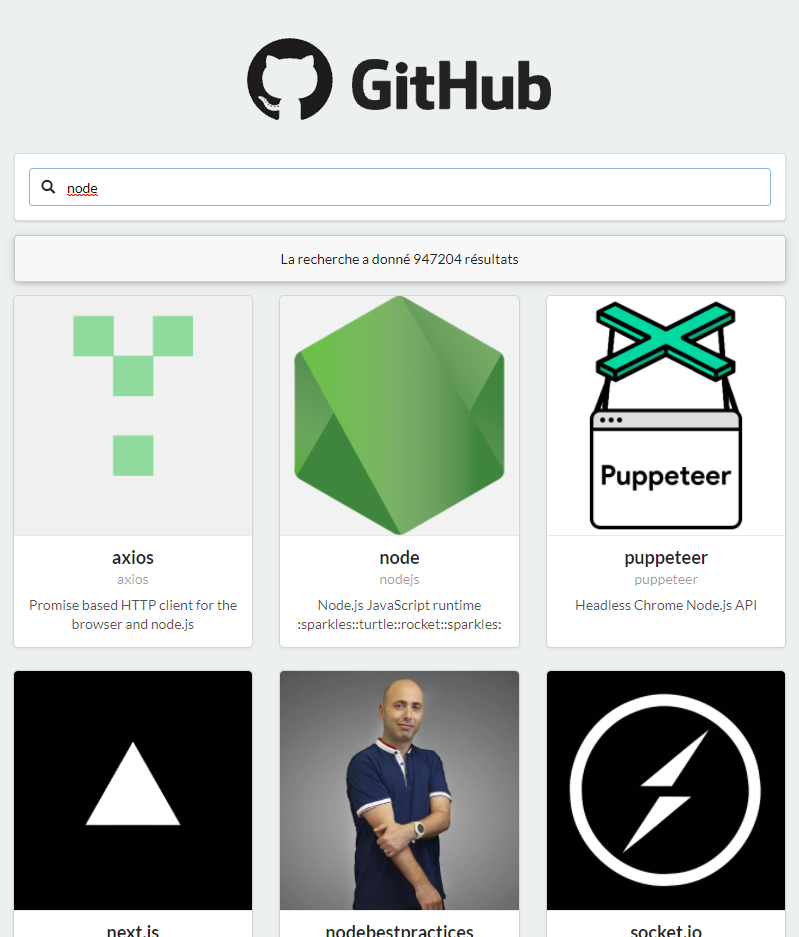 GitHub
node
La recherche a donné 947204 résultats
Puppeteer
axios
axios
Promise based HTTP client for the
browser and node.js
node
nodejs
Node.js JavaScript runtime
:sparkles::turtle::rocket::sparkles:
puppeteer
puppeteer
Headless Chrome Node.js API
next.js
nodebestpractices
socket.io